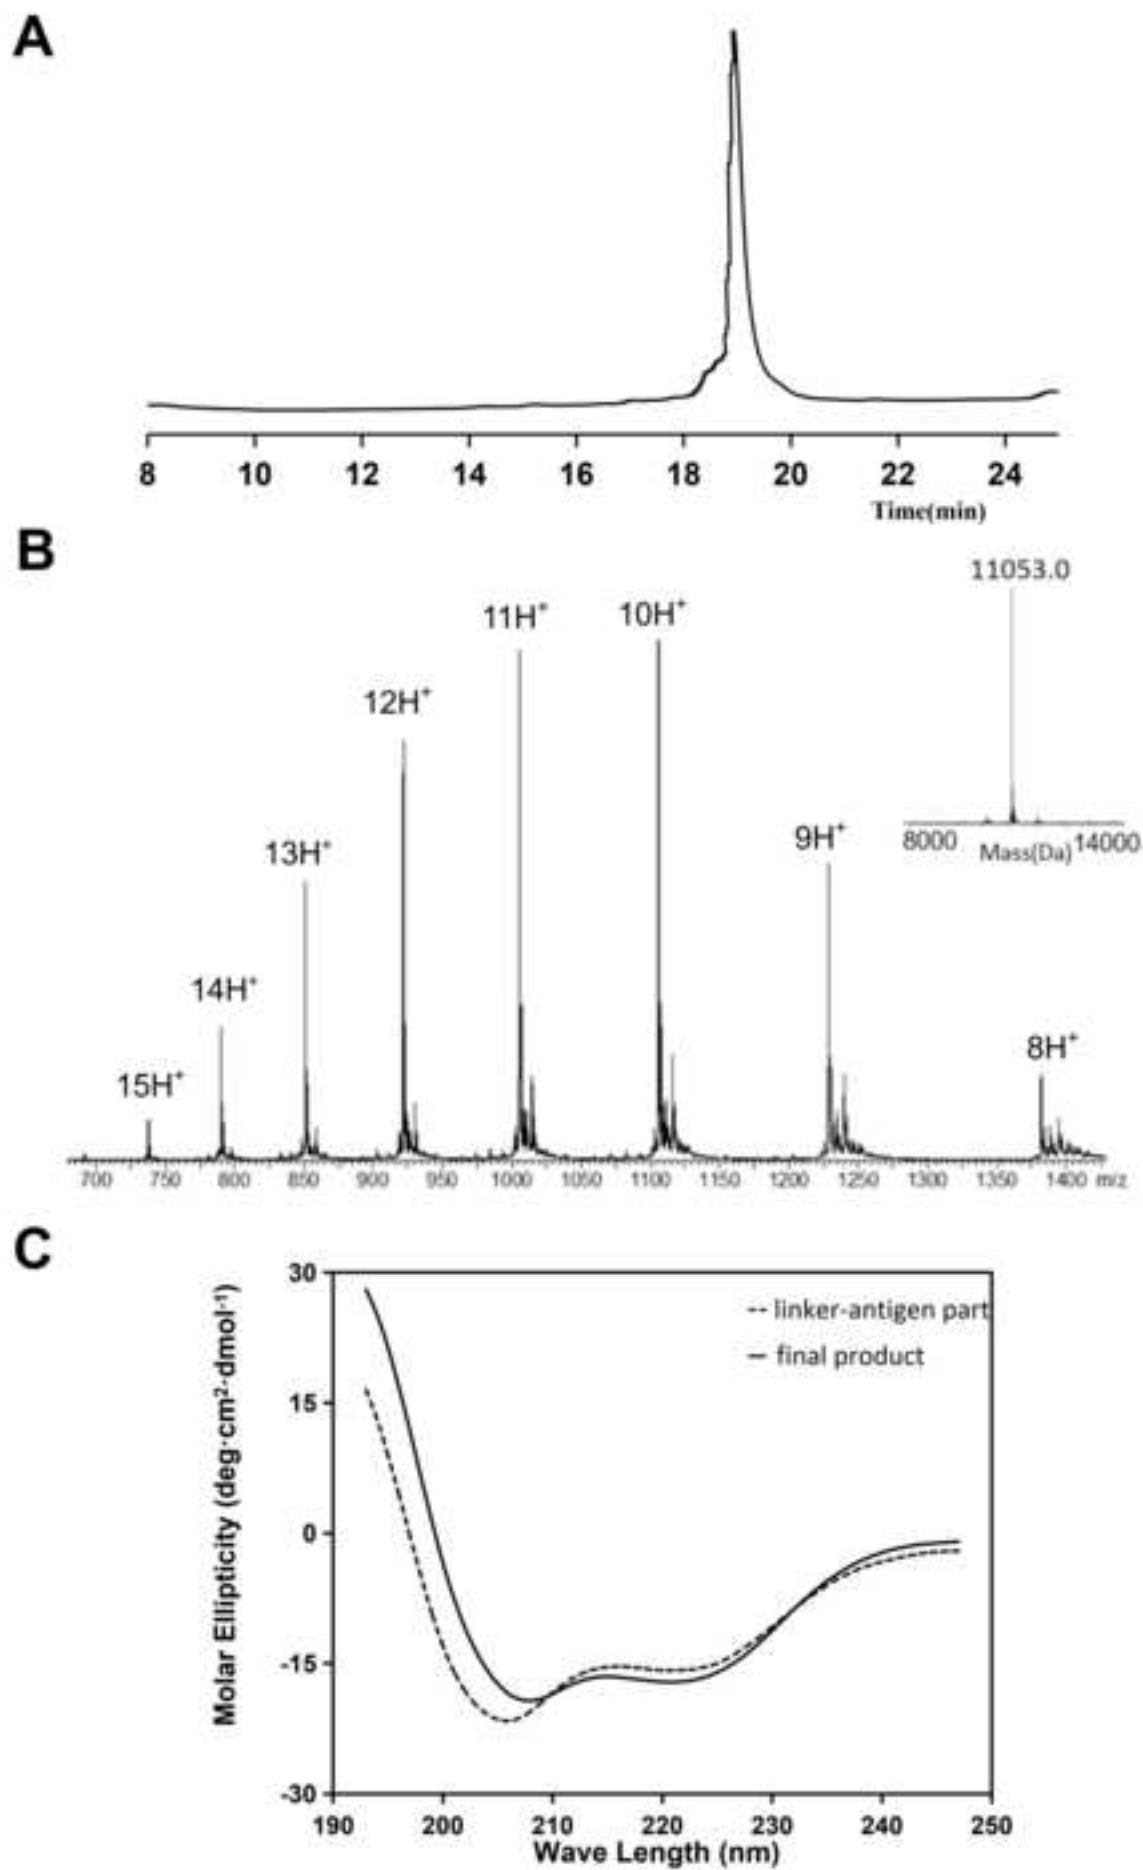 A
8 10 12 14 16 18 20 22 24
Time(min)
B
11053.0
8000 Mass(Da) 14000
15H⁺ 14H⁺ 13H⁺ 12H⁺ 11H⁺ 10H⁺ 9H⁺ 8H⁺
700 750 800 850 900 950 1000 1050 1100 1150 1200 1250 1300 1350 1400 m/z
C
Molar Ellipticity (deg·cm²·dmol⁻¹)
30
15
0
-15
-30
linker-antigen part
final product
190 200 210 220 230 240 250
Wave Length (nm)